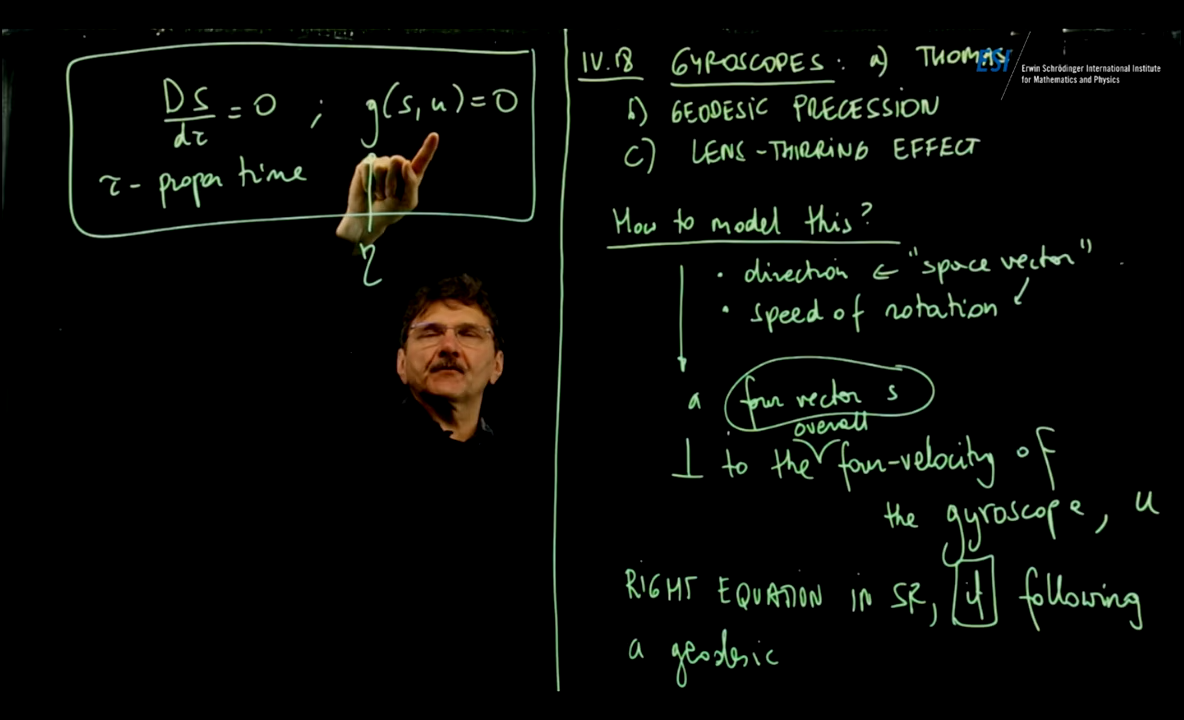 Ds/dτ = 0 ; g(s, u) = 0
τ - proper time
η
IV.18 GYROSCOPES: a) THOMAS
b) GEODESIC PRECESSION
c) LENS-THIRRING EFFECT
How to model this?
· direction ∈ "space vector"
· speed of rotation
a four vector s
overall
⊥ to the four-velocity of
the gyroscope, u
RIGHT EQUATION IN SR, if following
a geodesic
ESI Erwin Schrödinger International Institute
for Mathematics and Physics